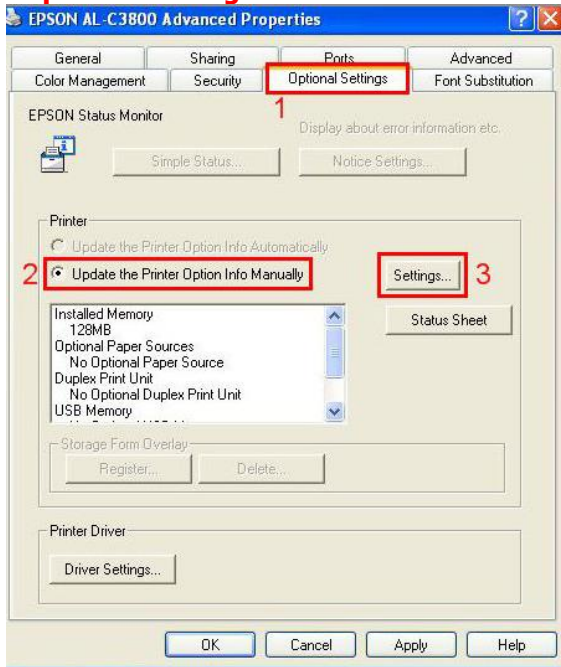 EPSON AL-C3800 Advanced Properties
General Sharing Ports Advanced
Color Management Security Optional Settings Font Substitution
1
EPSON Status Monitor
Display about error information etc.
Simple Status... Notice Settings...
Printer
Update the Printer Option Info Automatically
2 Update the Printer Option Info Manually Settings... 3
Installed Memory
128MB
Status Sheet
Optional Paper Sources
No Optional Paper Source
Duplex Print Unit
No Optional Duplex Print Unit
USB Memory
Storage Form Overlay
Register... Delete...
Printer Driver
Driver Settings...
OK Cancel Apply Help